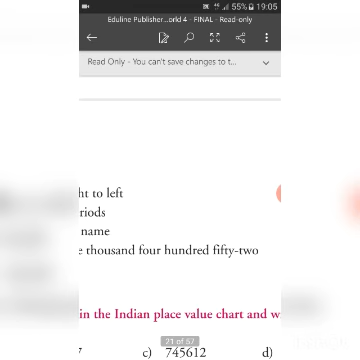 55% 19:05
Eduline Publisher...orld 4 - FINAL - Read-only
Read Only - You can't save changes to t...
ht to left
riods
name
e thousand four hundred fifty-two
in the Indian place value chart and w
21 of 57
7 c) 745612 d)